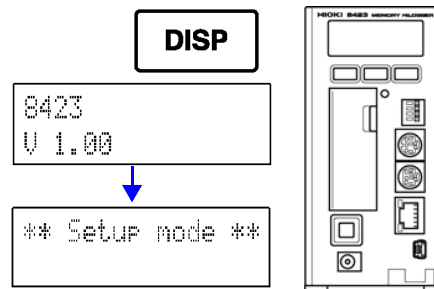 DISP
8423
V 1.00
** Setup mode **
HIOKI 8423 MEMORY HiLOGGER